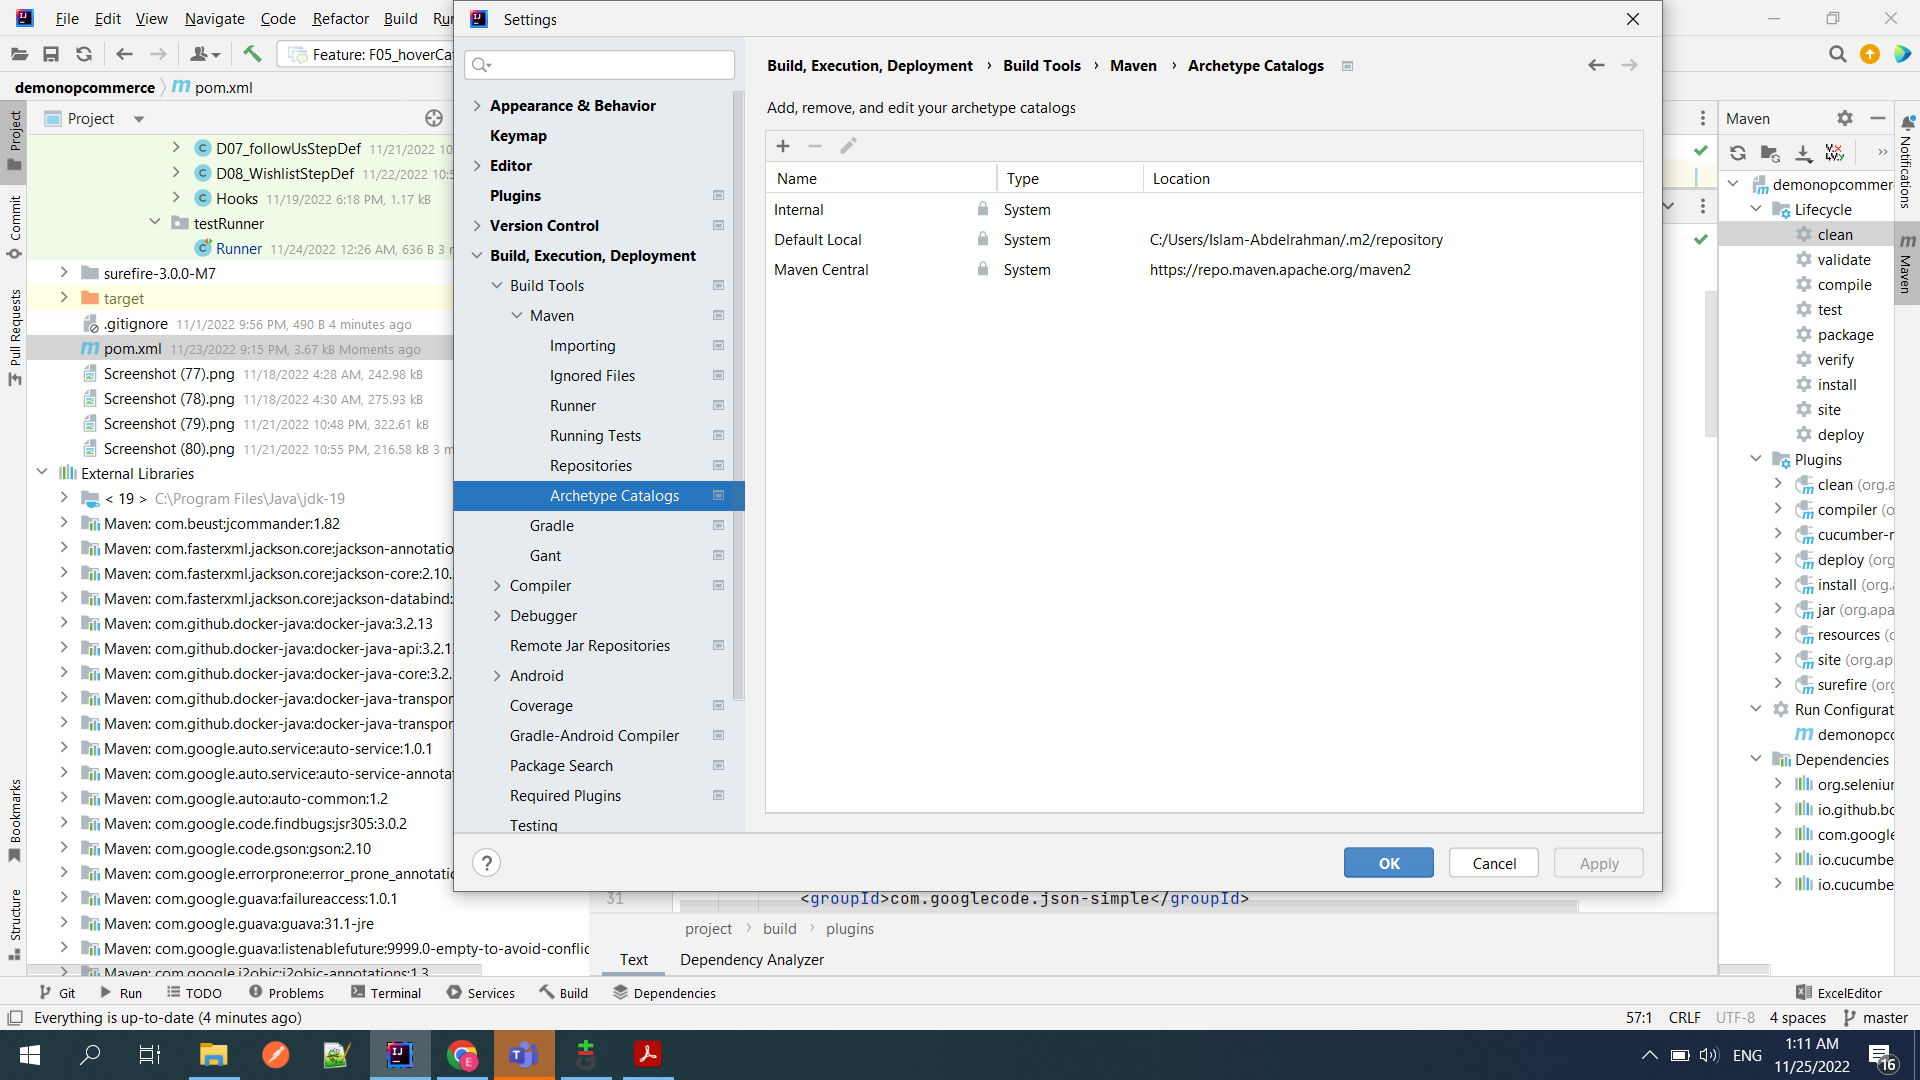 File Edit View Navigate Code Refactor Build
Settings
Feature: F05_hoverCa
demonopcommerce pom.xml
Project
D07_followUsStepDef 11/21/2022 10
D08_WishlistStepDef 11/22/2022 10:5
Hooks 11/19/2022 6:18 PM, 1.17 kB
testRunner
Runner 11/24/2022 12:26 AM, 636 B 3 m
surefire-3.0.0-M7
target
.gitignore 11/1/2022 9:56 PM, 490 B 4 minutes ago
pom.xml 11/23/2022 9:15 PM, 3.67 kB Moments ago
Screenshot (77).png 11/18/2022 4:28 AM, 242.98 kB
Screenshot (78).png 11/18/2022 4:30 AM, 275.93 kB
Screenshot (79).png 11/21/2022 10:48 PM, 322.61 kB
Screenshot (80).png 11/21/2022 10:55 PM, 216.58 kB 3 m
External Libraries
< 19 > C:\Program Files\Java\jdk-19
Maven: com.beust:jcommander:1.82
Maven: com.fasterxml.jackson.core:jackson-annotatio
Maven: com.fasterxml.jackson.core:jackson-core:2.10.
Maven: com.fasterxml.jackson.core:jackson-databind:
Maven: com.github.docker-java:docker-java:3.2.13
Maven: com.github.docker-java:docker-java-api:3.2.1
Maven: com.github.docker-java:docker-java-core:3.2.
Maven: com.github.docker-java:docker-java-transpor
Maven: com.github.docker-java:docker-java-transpor
Maven: com.google.auto.service:auto-service:1.0.1
Maven: com.google.auto.service:auto-service-annotat
Maven: com.google.auto:auto-common:1.2
Maven: com.google.code.findbugs:jsr305:3.0.2
Maven: com.google.code.gson:gson:2.10
Maven: com.google.errorprone:error_prone_annotatio
Maven: com.google.guava:failureaccess:1.0.1
Maven: com.google.guava:guava:31.1-jre
Maven: com.google.guava:listenablefuture:9999.0-empty-to-avoid-conflic
Maven: com.google.j2objc:j2objc-annotations:1.3
Project
Commit
Pull Requests
Bookmarks
Structure
Appearance & Behavior
Keymap
Editor
Plugins
Version Control
Build, Execution, Deployment
Build Tools
Maven
Importing
Ignored Files
Runner
Running Tests
Repositories
Archetype Catalogs
Gradle
Gant
Compiler
Debugger
Remote Jar Repositories
Android
Coverage
Gradle-Android Compiler
Package Search
Required Plugins
Testing
Build, Execution, Deployment › Build Tools › Maven › Archetype Catalogs
Add, remove, and edit your archetype catalogs
Name Type Location
Internal System
Default Local System C:/Users/Islam-Abdelrahman/.m2/repository
Maven Central System https://repo.maven.apache.org/maven2
? OK Cancel Apply
31 <groupId>com.googlecode.json-simple</groupId>
project › build › plugins
Text Dependency Analyzer
Maven
demonopcommer
Lifecycle
clean
validate
compile
test
package
verify
install
site
deploy
Plugins
clean (org.a
compiler (o
cucumber-r
deploy (org
install (org.
jar (org.apa
resources (o
site (org.ap
surefire (org
Run Configurat
demonopco
Dependencies
org.seleniun
io.github.bo
com.google
io.cucumbe
io.cucumbe
Notifications
Maven
Git Run TODO Problems Terminal Services Build Dependencies ExcelEditor
Everything is up-to-date (4 minutes ago) 57:1 CRLF UTF-8 4 spaces master
ENG
1:11 AM
11/25/2022
16